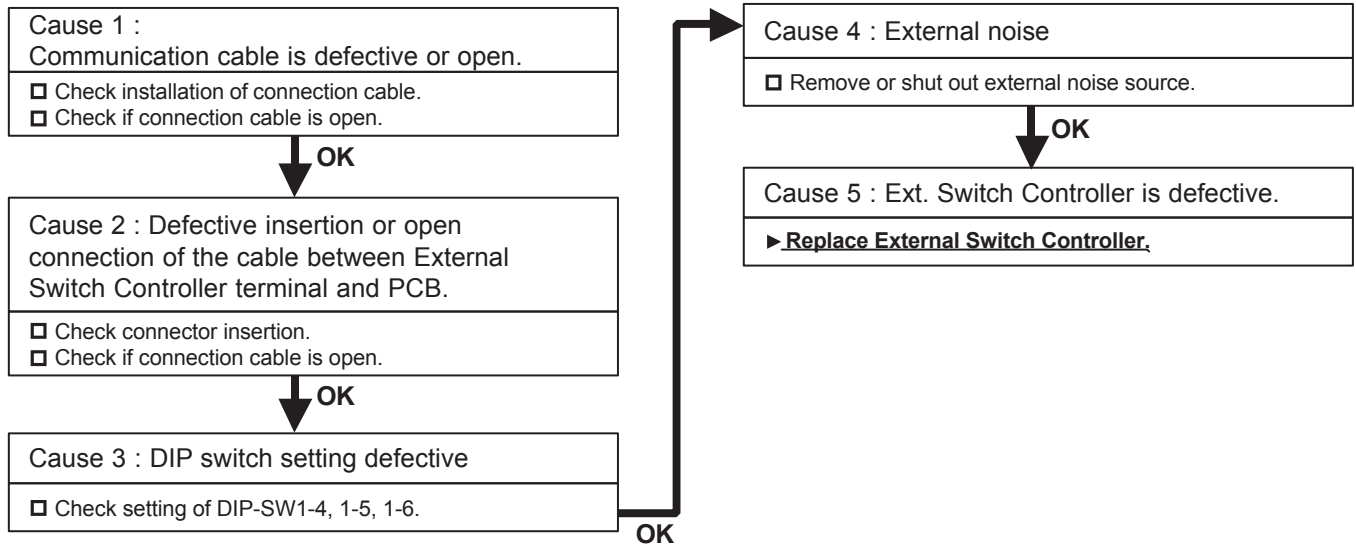 Cause 1 :
Communication cable is defective or open.
☐ Check installation of connection cable.
☐ Check if connection cable is open.
OK
Cause 2 : Defective insertion or open
connection of the cable between External
Switch Controller terminal and PCB.
☐ Check connector insertion.
☐ Check if connection cable is open.
OK
Cause 3 : DIP switch setting defective
☐ Check setting of DIP-SW1-4, 1-5, 1-6.
OK
Cause 4 : External noise
☐ Remove or shut out external noise source.
OK
Cause 5 : Ext. Switch Controller is defective.
►Replace External Switch Controller.